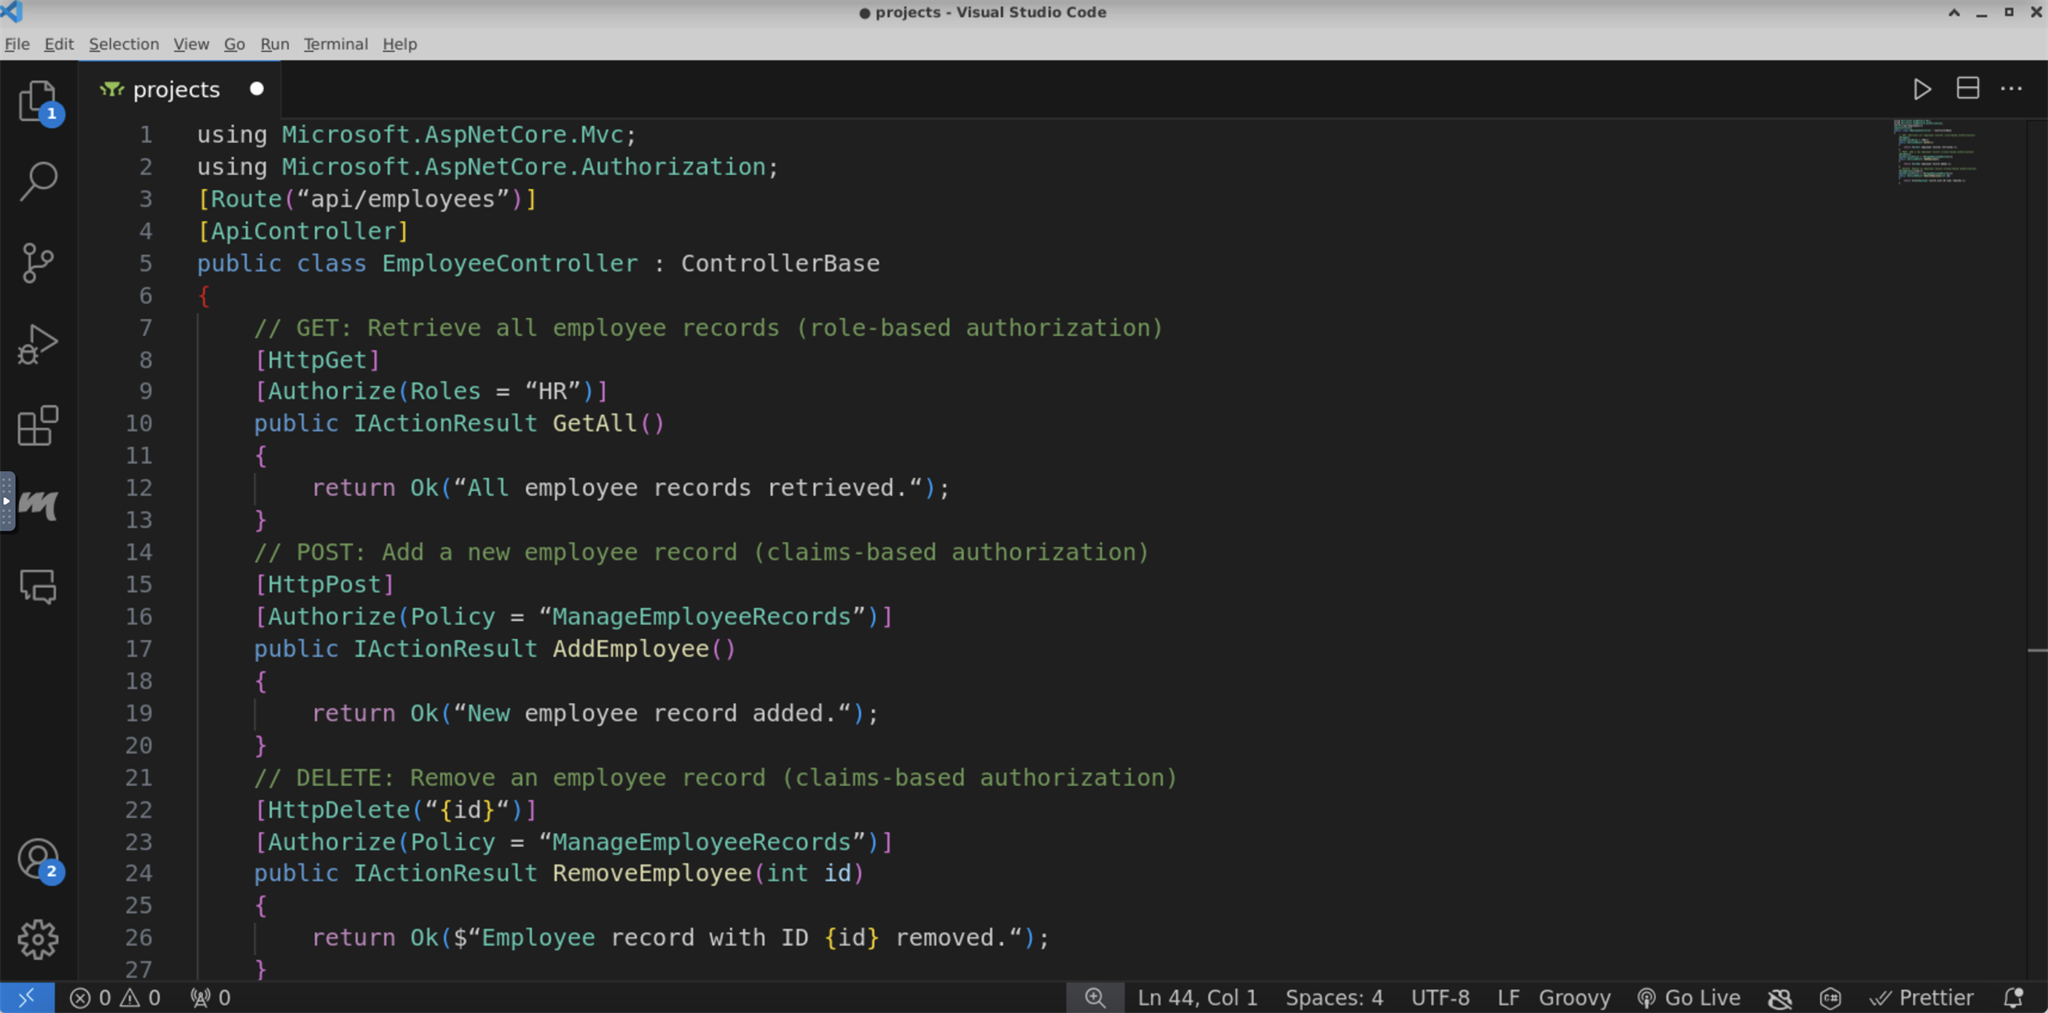 ● projects - Visual Studio Code
File Edit Selection View Go Run Terminal Help
projects
1
1 using Microsoft.AspNetCore.Mvc;
2 using Microsoft.AspNetCore.Authorization;
3 [Route(“api/employees”)]
4 [ApiController]
5 public class EmployeeController : ControllerBase
6 {
7 // GET: Retrieve all employee records (role-based authorization)
8 [HttpGet]
9 [Authorize(Roles = “HR”)]
10 public IActionResult GetAll()
11 {
12 return Ok(“All employee records retrieved.“);
13 }
14 // POST: Add a new employee record (claims-based authorization)
15 [HttpPost]
16 [Authorize(Policy = “ManageEmployeeRecords”)]
17 public IActionResult AddEmployee()
18 {
19 return Ok(“New employee record added.“);
20 }
21 // DELETE: Remove an employee record (claims-based authorization)
22 [HttpDelete(“{id}“)]
23 [Authorize(Policy = “ManageEmployeeRecords”)]
24 public IActionResult RemoveEmployee(int id)
25 {
26 return Ok($“Employee record with ID {id} removed.“);
27 }
2
0 0 0 Ln 44, Col 1 Spaces: 4 UTF-8 LF Groovy Go Live Prettier